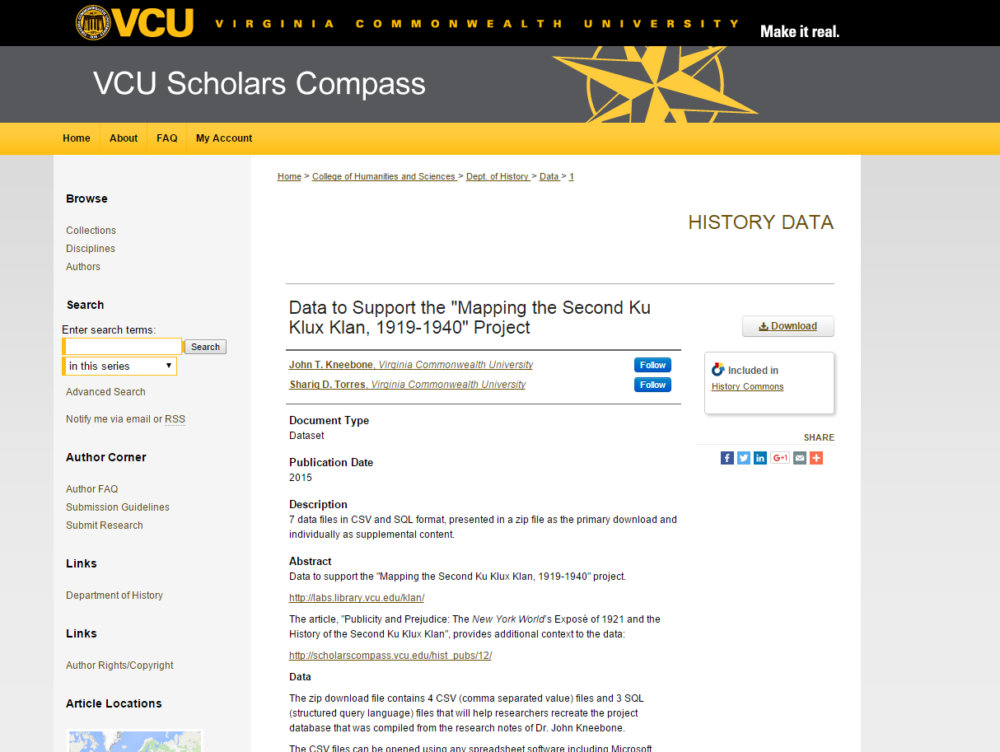 VCU
VIRGINIA COMMONWEALTH UNIVERSITY
Make it real.
VCU Scholars Compass
Home About FAQ My Account
Home > College of Humanities and Sciences > Dept. of History > Data > 1
Browse
Collections
Disciplines
Authors
Search
Enter search terms:
Search
in this series
Advanced Search
Notify me via email or RSS
Author Corner
Author FAQ
Submission Guidelines
Submit Research
Links
Department of History
Links
Author Rights/Copyright
Article Locations
HISTORY DATA
Data to Support the "Mapping the Second Ku
Klux Klan, 1919-1940" Project
John T. Kneebone, Virginia Commonwealth University
Follow
Shariq D. Torres, Virginia Commonwealth University
Follow
Document Type
Dataset
Publication Date
2015
Description
7 data files in CSV and SQL format, presented in a zip file as the primary download and
individually as supplemental content.
Abstract
Data to support the "Mapping the Second Ku Klux Klan, 1919-1940" project.
http://labs.library.vcu.edu/klan/
The article, "Publicity and Prejudice: The New York World's Exposé of 1921 and the
History of the Second Ku Klux Klan", provides additional context to the data:
http://scholarscompass.vcu.edu/hist_pubs/12/
Data
The zip download file contains 4 CSV (comma separated value) files and 3 SQL
(structured query language) files that will help researchers recreate the project
database that was compiled from the research notes of Dr. John Kneebone.
The CSV files can be opened using any spreadsheet software including Microsoft
Download
Included in
History Commons
SHARE
f
in
G+1